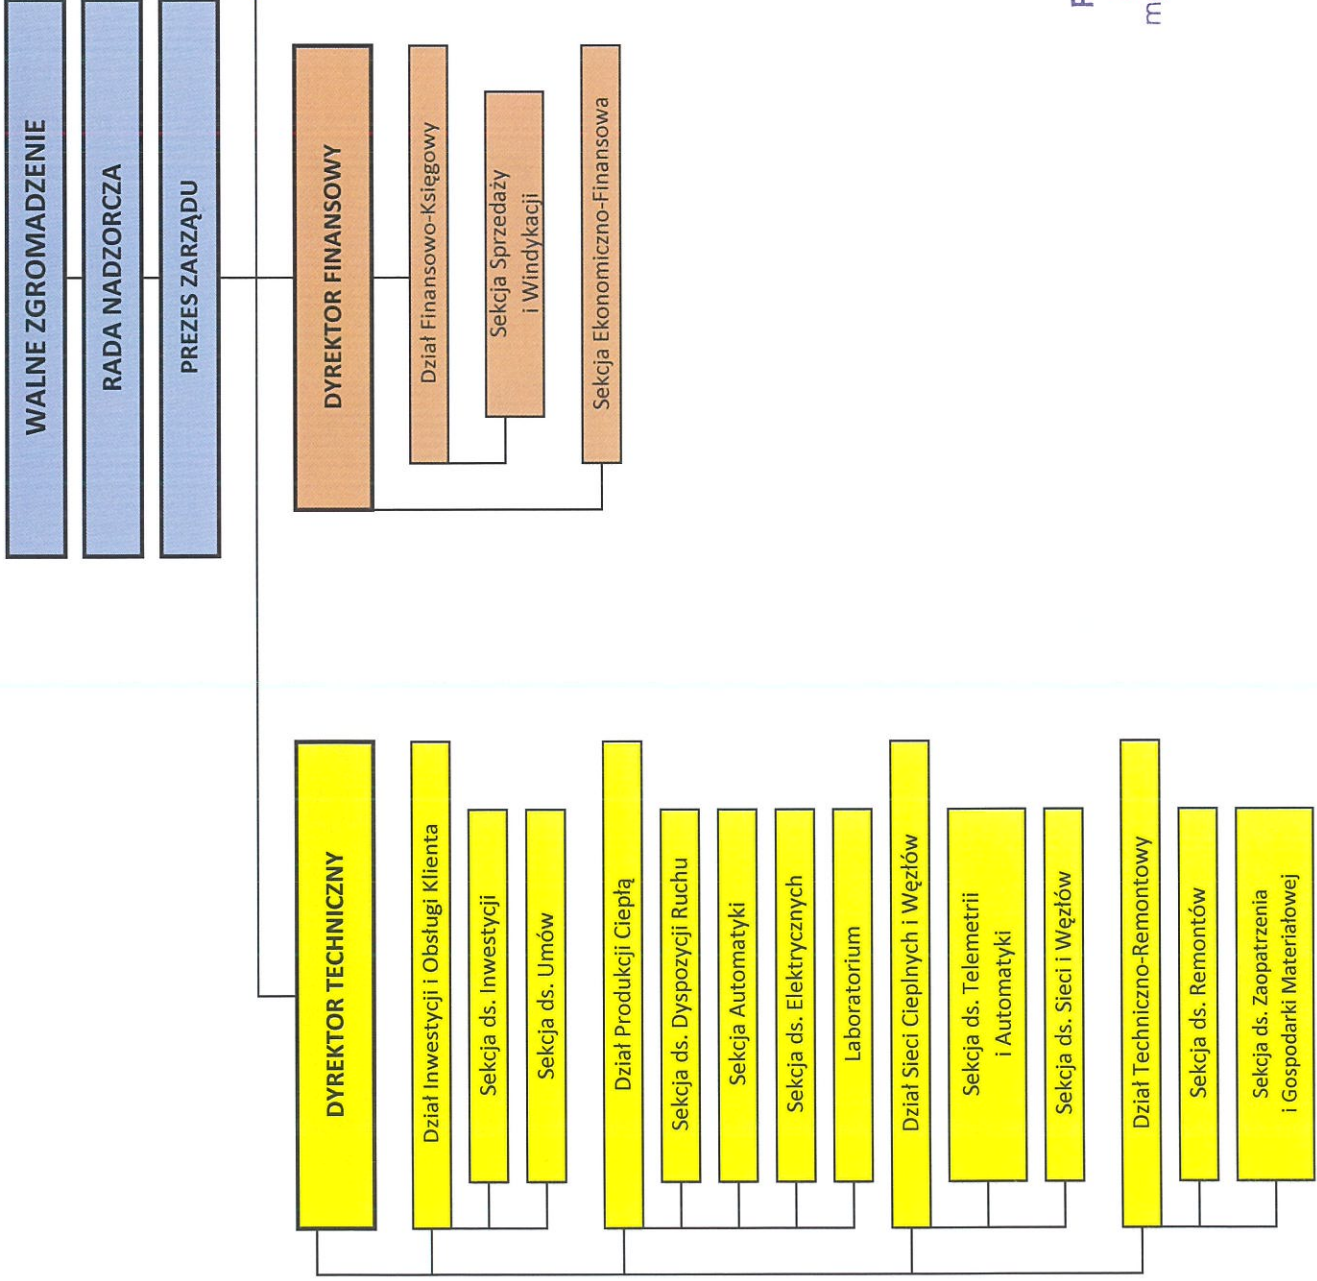 WALNE ZGROMADZENIE
RADA NADZORCZA
PREZES ZARZĄDU
DYREKTOR TECHNICZNY
Dział Inwestycji i Obsługi Klienta
Sekcja ds. Inwestycji
Sekcja ds. Umów
Dział Produkcji Ciepłą
Sekcja ds. Dyspozycji Ruchu
Sekcja Automatyki
Sekcja ds. Elektrycznych
Laboratorium
Dział Sieci Cieplnych i Węzłów
Sekcja ds. Telemetrii
i Automatyki
Sekcja ds. Sieci i Węzłów
Dział Techniczno-Remontowy
Sekcja ds. Remontów
Sekcja ds. Zaopatrzenia
i Gospodarki Materiałowej
DYREKTOR FINANSOWY
Dział Finansowo-Księgowy
Sekcja Sprzedaży
i Windykacji
Sekcja Ekonomiczno-Finansowa